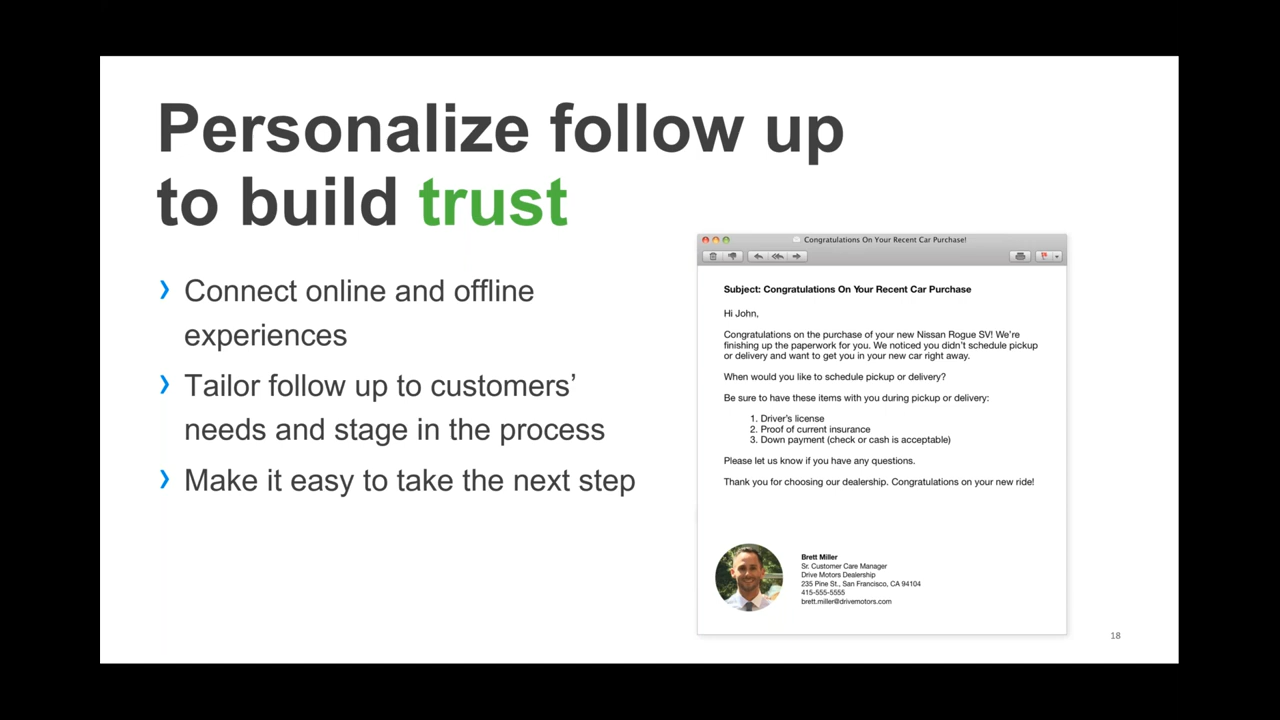 Personalize follow up
to build trust
› Connect online and offline
experiences
› Tailor follow up to customers’
needs and stage in the process
› Make it easy to take the next step
Congratulations On Your Recent Car Purchase!
Subject: Congratulations On Your Recent Car Purchase
Hi John,
Congratulations on the purchase of your new Nissan Rogue SV! We’re
finishing up the paperwork for you. We noticed you didn’t schedule pickup
or delivery and want to get you in your new car right away.
When would you like to schedule pickup or delivery?
Be sure to have these items with you during pickup or delivery:
1. Driver’s license
2. Proof of current insurance
3. Down payment (check or cash is acceptable)
Please let us know if you have any questions.
Thank you for choosing our dealership. Congratulations on your new ride!
Brett Miller
Sr. Customer Care Manager
Drive Motors Dealership
235 Pine St., San Francisco, CA 94104
415-555-5555
brett.miller@drivemotors.com
18